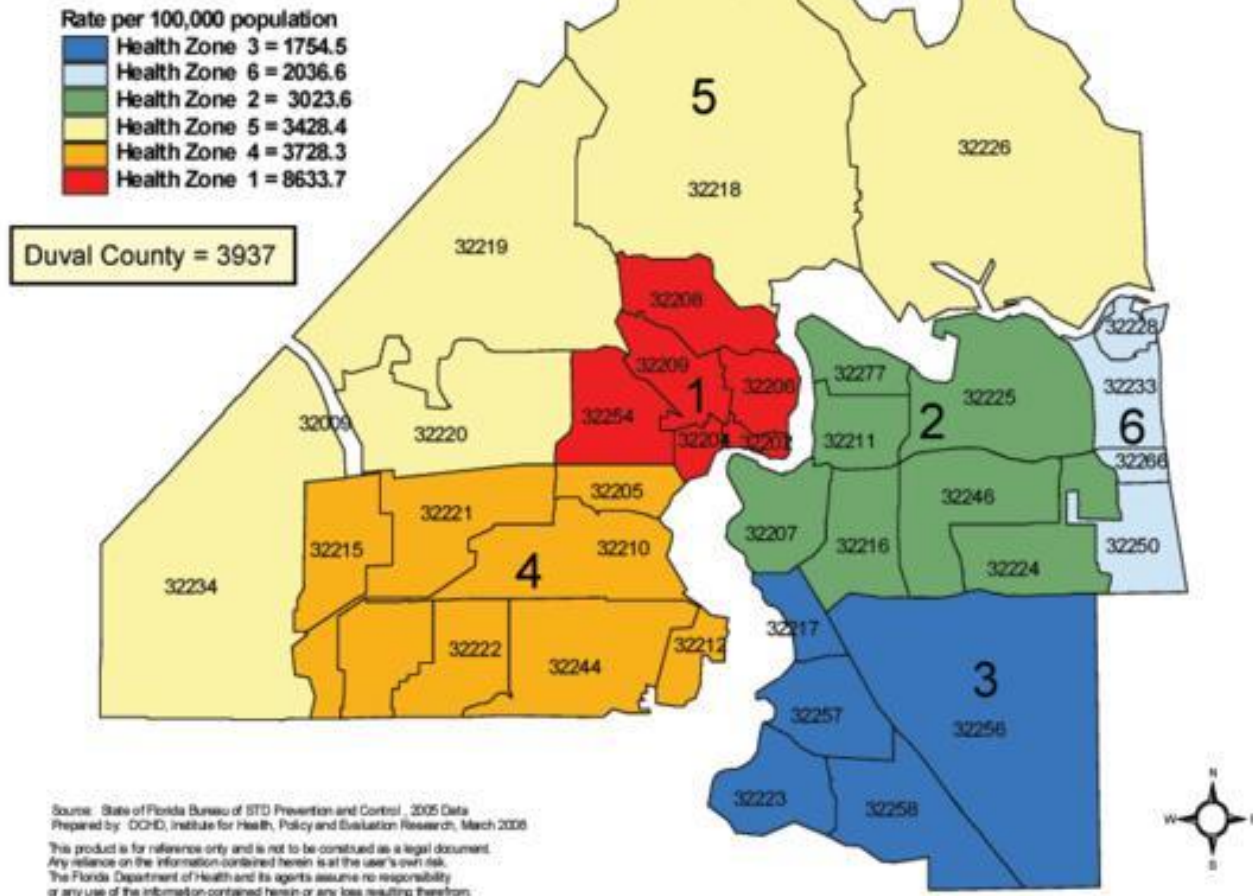 Rate per 100,000 population
Health Zone 3 = 1754.5
Health Zone 6 = 2036.6
Health Zone 2 = 3023.6
Health Zone 5 = 3428.4
Health Zone 4 = 3728.3
Health Zone 1 = 8633.7
Duval County = 3937
5
32226
32218
32219
32208
32228
32209
1
32206
32277
32225
32233
32254
32009
32220
32204
32202
32211
2
6
32266
32205
32221
32246
32215
32210
32207
32216
32250
4
32224
32234
32217
32222
32244
32212
3
32257
32256
32223
32258
N
W
E
S
Source: State of Florida Bureau of STD Prevention and Control, 2005 Data
Prepared by: DCHD, Institute for Health, Policy and Evaluation Research, March 2008
This product is for reference only and is not to be construed as a legal document.
Any reliance on the information contained herein is at the user's own risk.
The Florida Department of Health and its agents assume no responsibility
or any use of the information contained herein or any loss resulting therefrom.